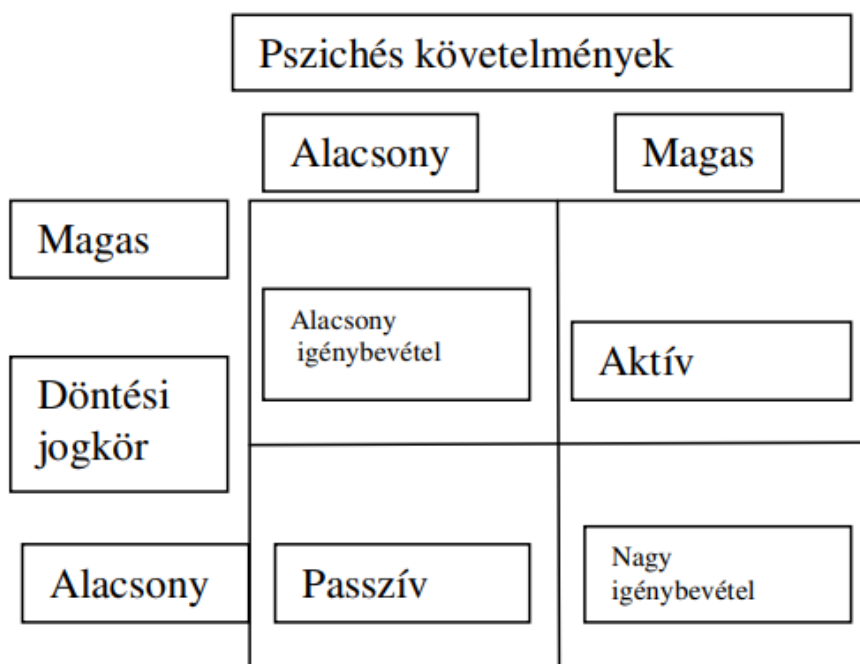 Pszichés követelmények
Alacsony
Magas
Magas
Alacsony
igénybevétel
Aktív
Döntési
jogkör
Alacsony
Passzív
Nagy
igénybevétel